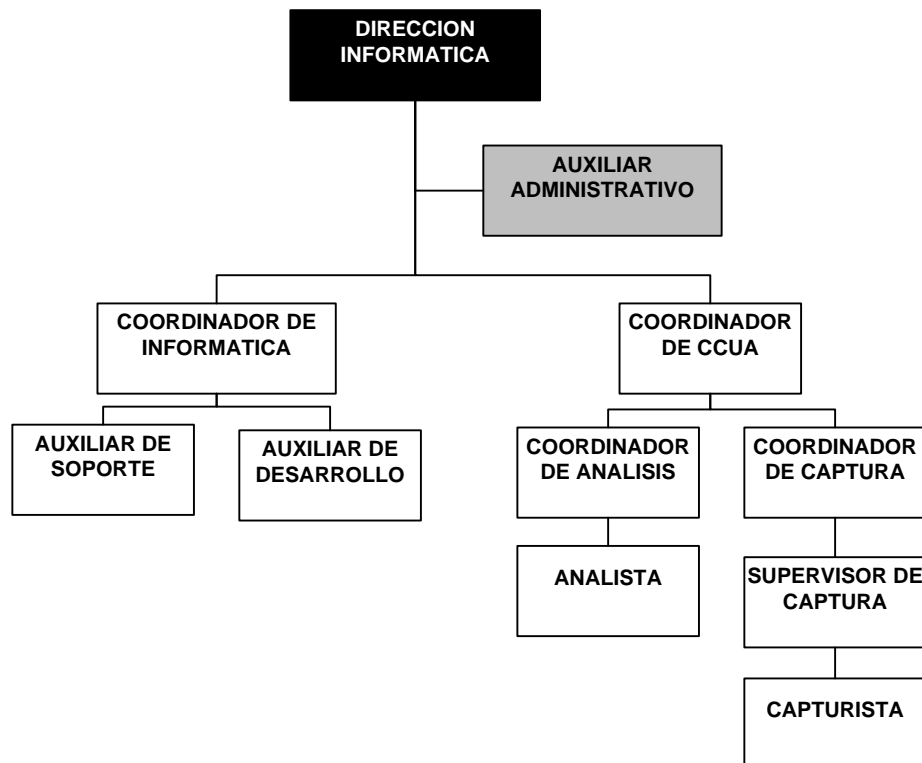 DIRECCION
INFORMATICA
AUXILIAR
ADMINISTRATIVO
COORDINADOR DE
INFORMATICA
COORDINADOR
DE CCUA
AUXILIAR DE
SOPORTE
AUXILIAR DE
DESARROLLO
COORDINADOR
DE ANALISIS
COORDINADOR
DE CAPTURA
ANALISTA
SUPERVISOR DE
CAPTURA
CAPTURISTA